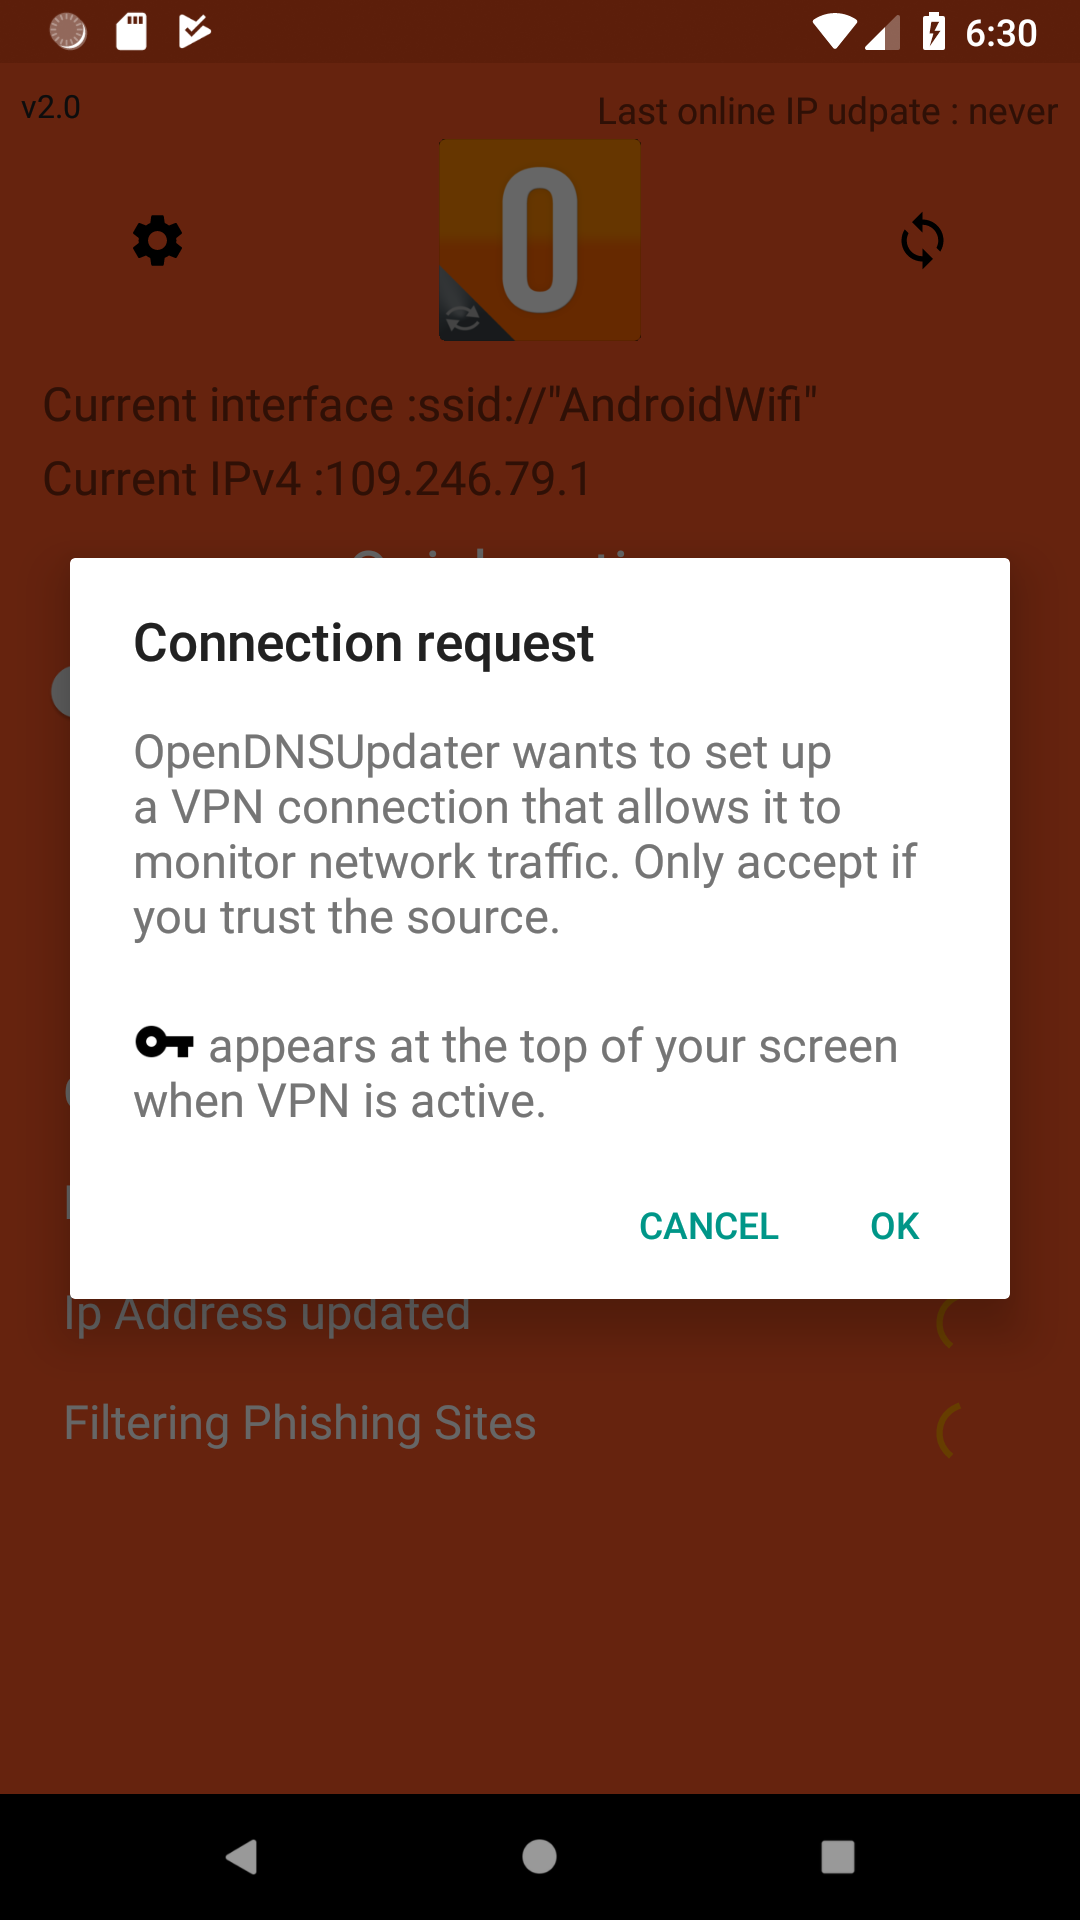 6:30
v2.0
Last online IP udpate : never
0
Current interface :ssid://"AndroidWifi"
Current IPv4 :109.246.79.1
Connection request
OpenDNSUpdater wants to set up
a VPN connection that allows it to
monitor network traffic. Only accept if
you trust the source.
appears at the top of your screen
when VPN is active.
CANCEL OK
Ip Address updated
Filtering Phishing Sites